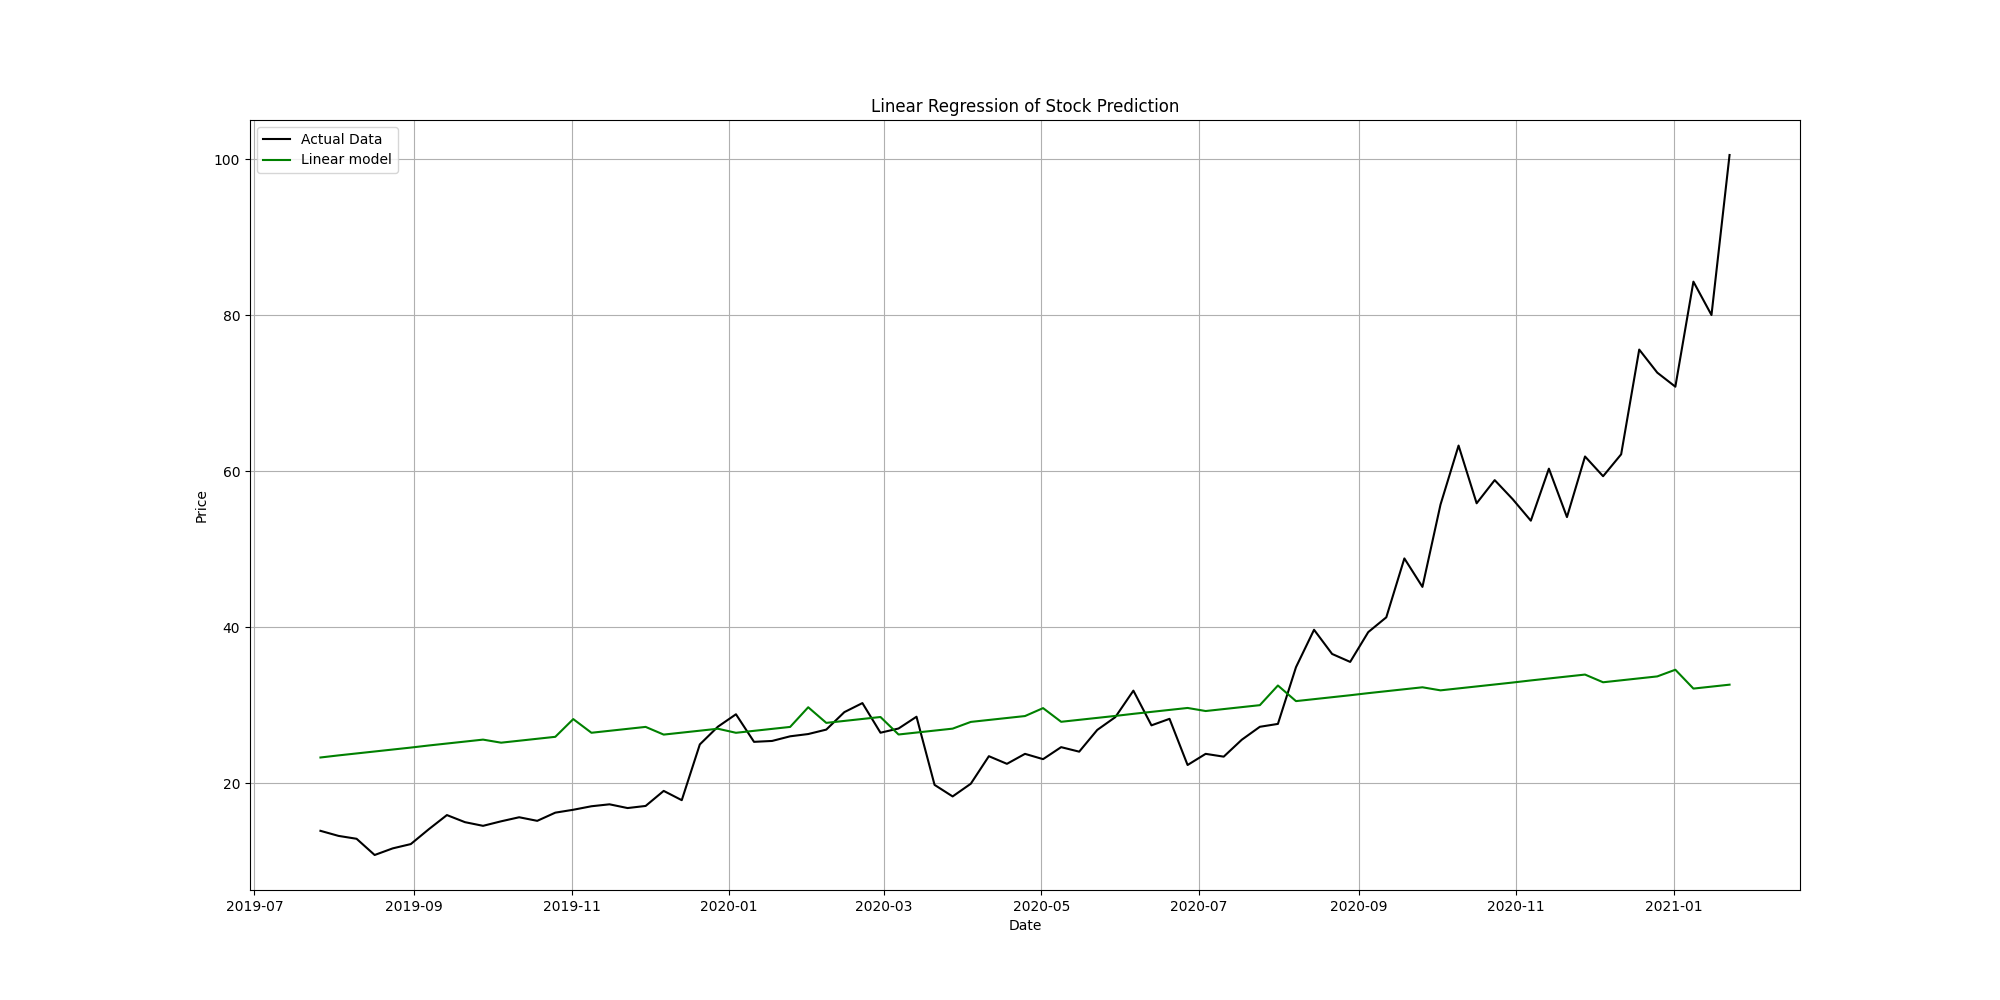 Linear Regression of Stock Prediction
Actual Data
Linear model
100
80
60
40
20
Price
2019-07 2019-09 2019-11 2020-01 2020-03 2020-05 2020-07 2020-09 2020-11 2021-01
Date